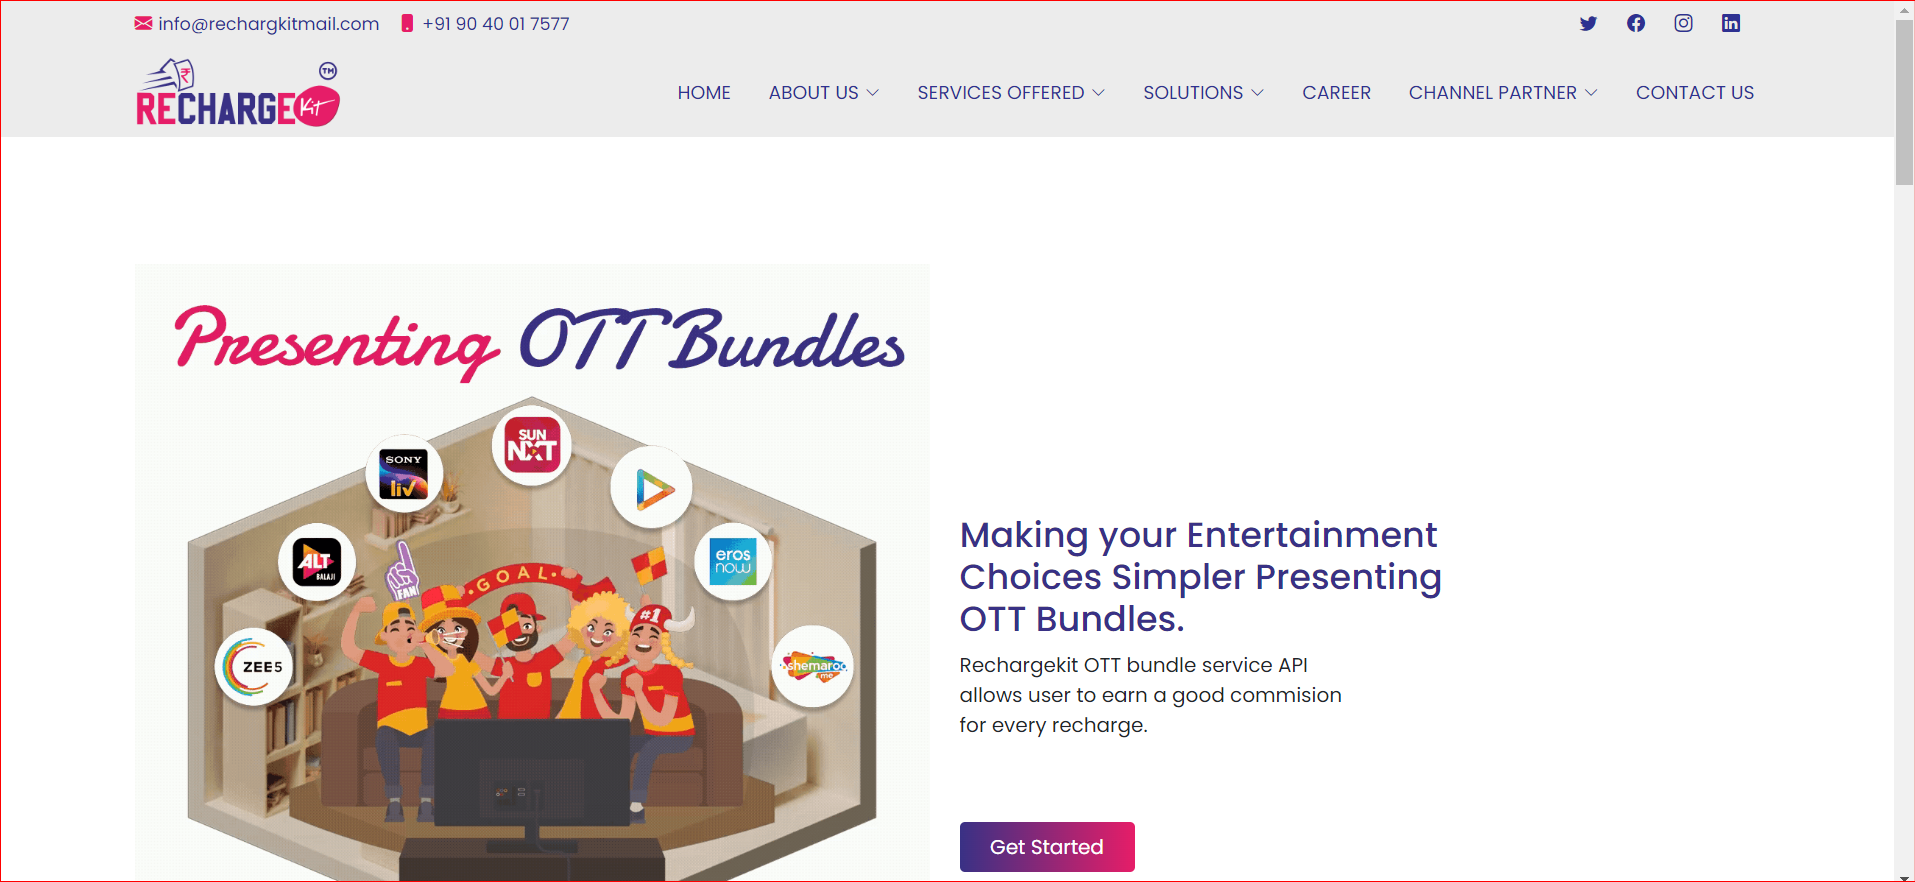 info@rechargkitmail.com +91 90 40 01 7577
RECHARGE Kit TM
HOME ABOUT US SERVICES OFFERED SOLUTIONS CAREER CHANNEL PARTNER CONTACT US
Presenting OTT Bundles
SUN NXT
SONY liv
ALT BALAJI
eros now
ZEE5
shemaroo me
GOAL
FAN
#1
Making your Entertainment
Choices Simpler Presenting
OTT Bundles.
Rechargekit OTT bundle service API
allows user to earn a good commision
for every recharge.
Get Started